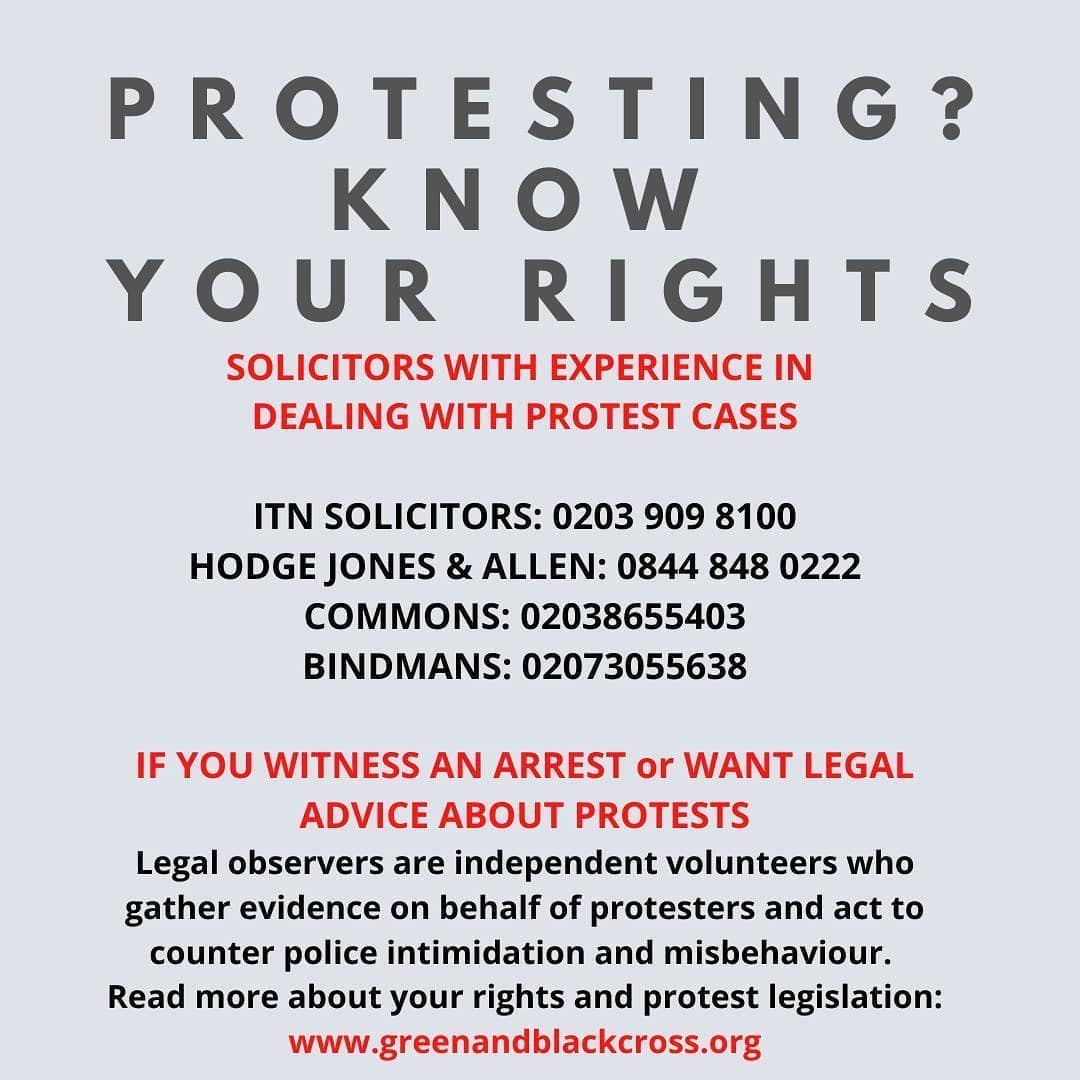 PROTESTING?
KNOW
YOUR RIGHTS
SOLICITORS WITH EXPERIENCE IN
DEALING WITH PROTEST CASES
ITN SOLICITORS: 0203 909 8100
HODGE JONES & ALLEN: 0844 848 0222
COMMONS: 02038655403
BINDMANS: 02073055638
IF YOU WITNESS AN ARREST or WANT LEGAL
ADVICE ABOUT PROTESTS
Legal observers are independent volunteers who
gather evidence on behalf of protesters and act to
counter police intimidation and misbehaviour.
Read more about your rights and protest legislation:
www.greenandblackcross.org